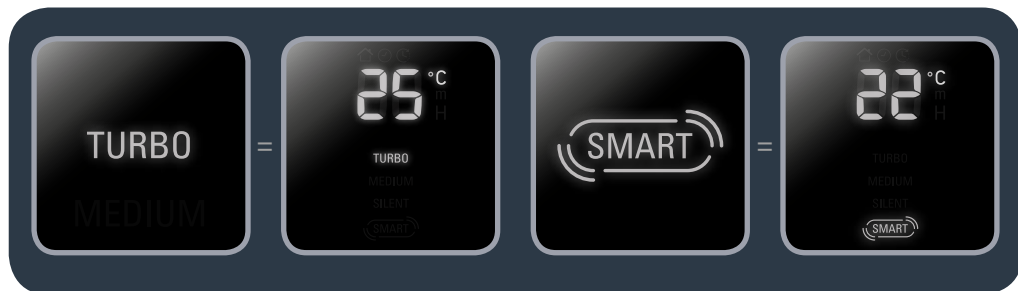 TURBO
MEDIUM
=
25 °C
E
H
TURBO
MEDIUM
SILENT
SMART
SMART
=
22 °C
E
H
TURBO
MEDIUM
SILENT
SMART